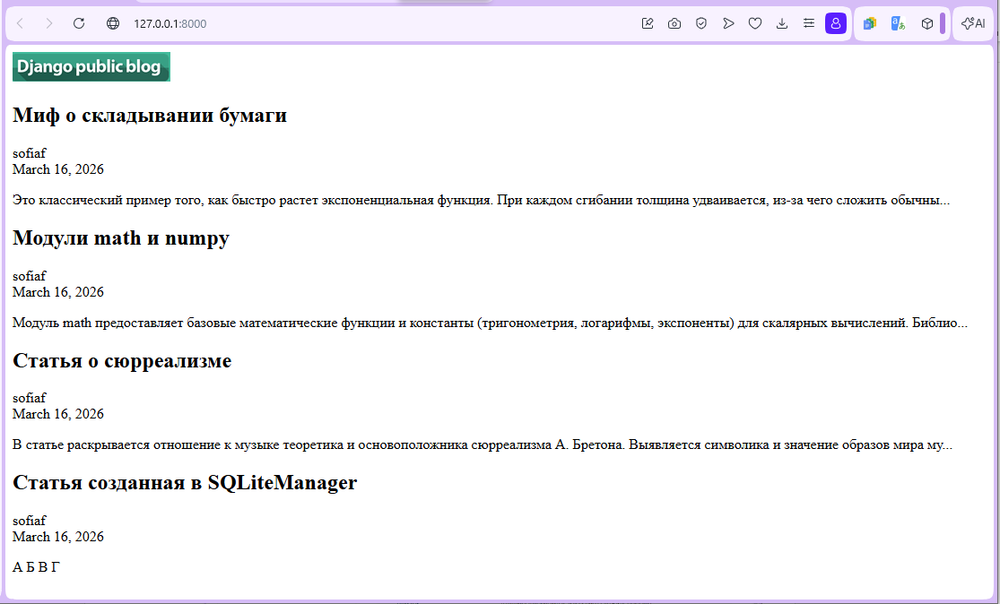 127.0.0.1:8000
AI
Django public blog
Миф о складывании бумаги
sofiaf
March 16, 2026
Это классический пример того, как быстро растет экспоненциальная функция. При каждом сгибании толщина удваивается, из-за чего сложить обычны...
Модули math и numpy
sofiaf
March 16, 2026
Модуль math предоставляет базовые математические функции и константы (тригонометрия, логарифмы, экспоненты) для скалярных вычислений. Библио...
Статья о сюрреализме
sofiaf
March 16, 2026
В статье раскрывается отношение к музыке теоретика и основоположника сюрреализма А. Бретона. Выявляется символика и значение образов мира му...
Статья созданная в SQLiteManager
sofiaf
March 16, 2026
А Б В Г